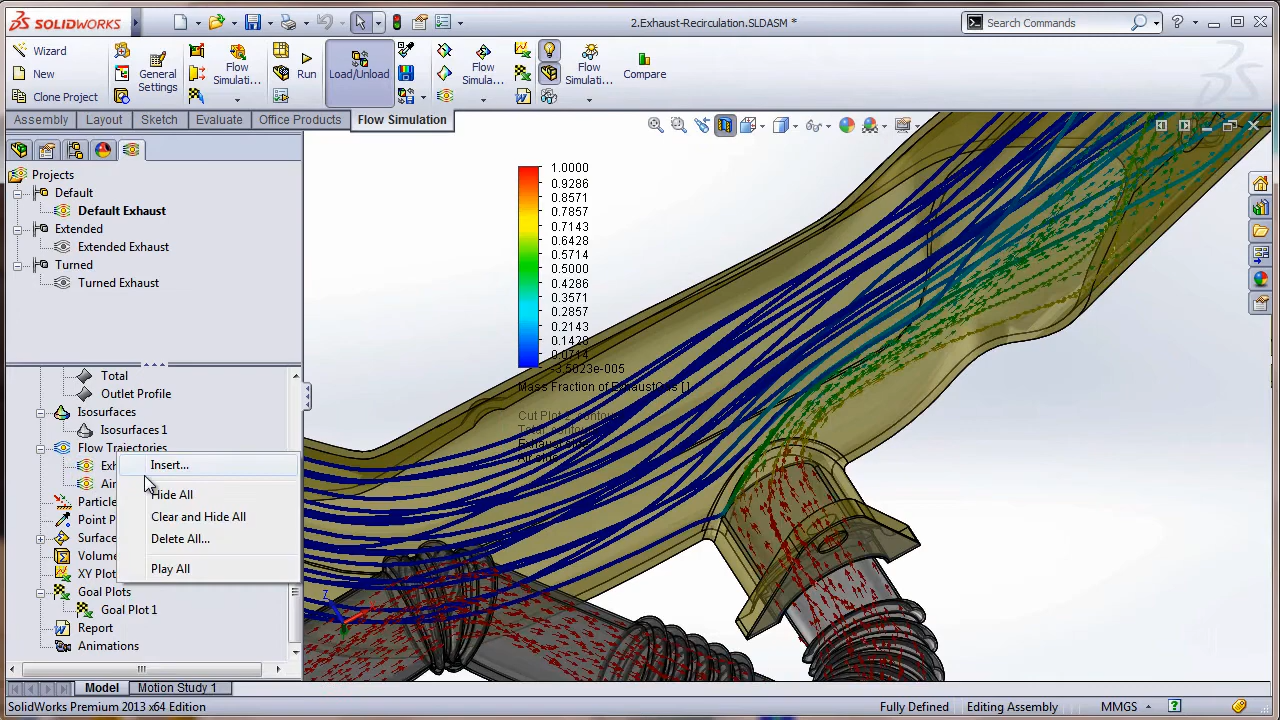 SOLIDWORKS
2.Exhaust-Recirculation.SLDASM *
Search Commands
Wizard
New
Clone Project
General
Settings
Flow
Simulati...
Run
Load/Unload
Flow
Simula...
Flow
Simulati...
Compare
Assembly
Layout
Sketch
Evaluate
Office Products
Flow Simulation
Projects
Default
Default Exhaust
Extended
Extended Exhaust
Turned
Turned Exhaust
Total
Outlet Profile
Isosurfaces
Isosurfaces 1
Flow Trajectories
Exh
Air
Particle
Point P
Surface
Volume
XY Plot
Goal Plots
Goal Plot 1
Report
Animations
Insert...
Hide All
Clear and Hide All
Delete All...
Play All
1.0000
0.9286
0.8571
0.7857
0.7143
0.6428
0.5714
0.5000
0.4286
0.3571
0.2857
0.2143
0.1428
0.0714
-3.5023e-005
Mass Fraction of ExhaustGas [ ]
Z
Model
Motion Study 1
SolidWorks Premium 2013 x64 Edition
Fully Defined
Editing Assembly
MMGS